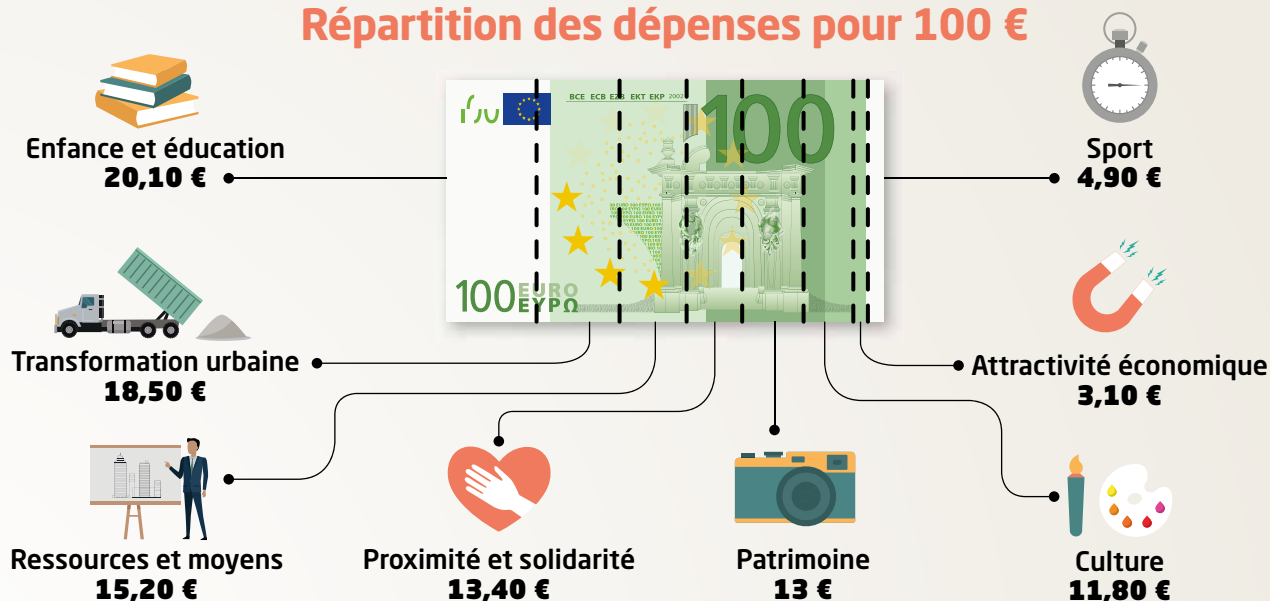 Répartition des dépenses pour 100 €
Enfance et éducation
20,10 €
BCE ECB EZB EKT EKP 2002
100
100 EURO
ΕΥΡΩ
Sport
4,90 €
Transformation urbaine
18,50 €
Attractivité économique
3,10 €
Ressources et moyens
15,20 €
Proximité et solidarité
13,40 €
Patrimoine
13 €
Culture
11,80 €